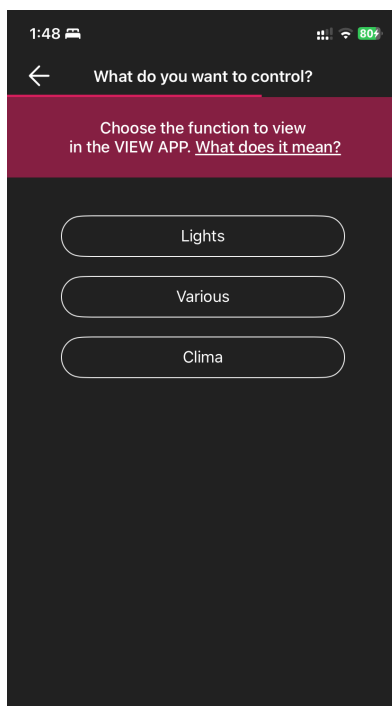 1:48
80
What do you want to control?
Choose the function to view
in the VIEW APP. What does it mean?
Lights
Various
Clima